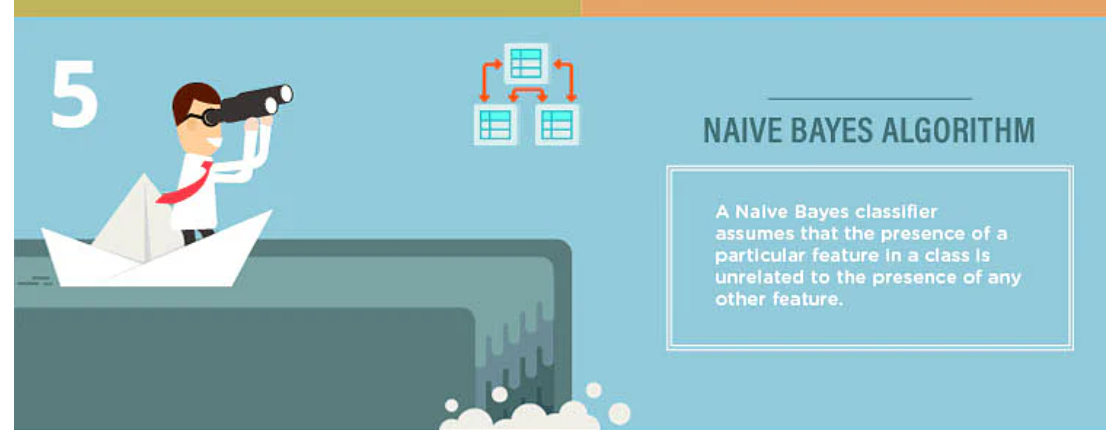 5
NAIVE BAYES ALGORITHM
A Naive Bayes classifier
assumes that the presence of a
particular feature in a class is
unrelated to the presence of any
other feature.